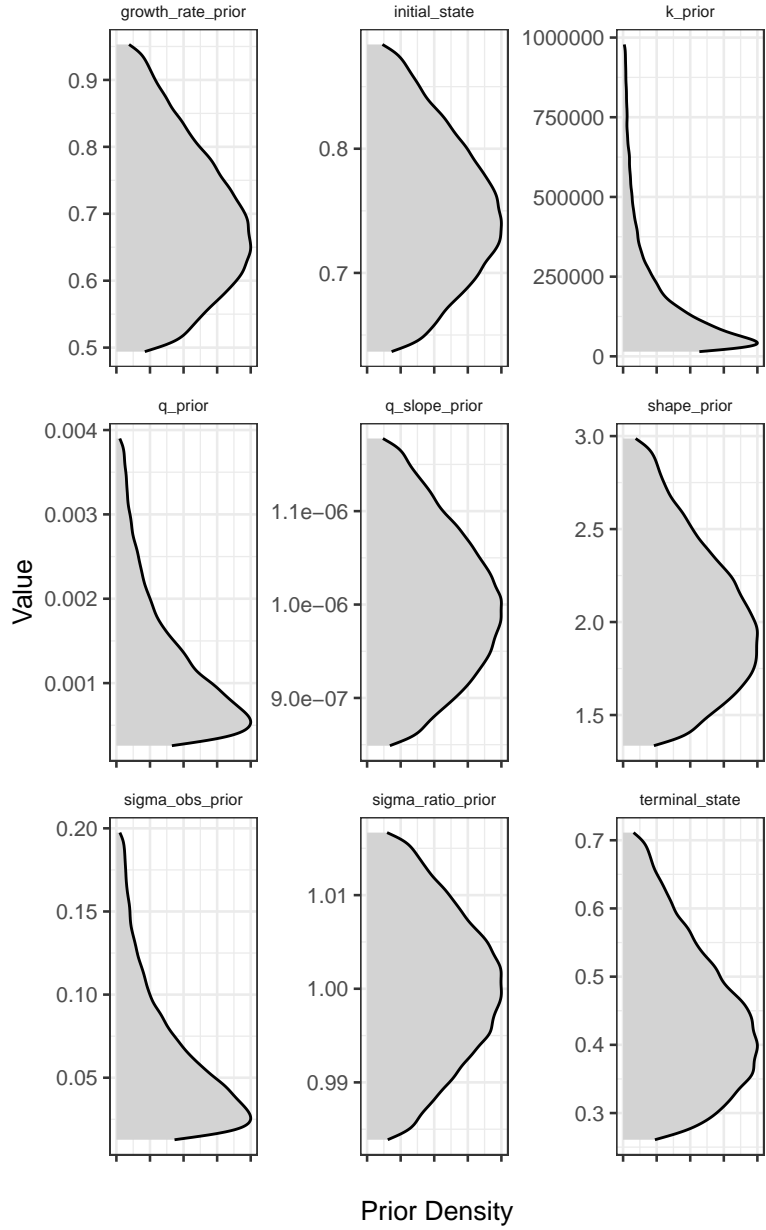 growth_rate_prior
initial_state
k_prior
0.9
0.8
0.7
0.6
0.5
0.8
0.7
1000000
750000
500000
250000
0
q_prior
q_slope_prior
shape_prior
0.004
0.003
0.002
0.001
1.1e−06
1.0e−06
9.0e−07
3.0
2.5
2.0
1.5
Value
sigma_obs_prior
sigma_ratio_prior
terminal_state
0.20
0.15
0.10
0.05
1.01
1.00
0.99
0.7
0.6
0.5
0.4
0.3
Prior Density